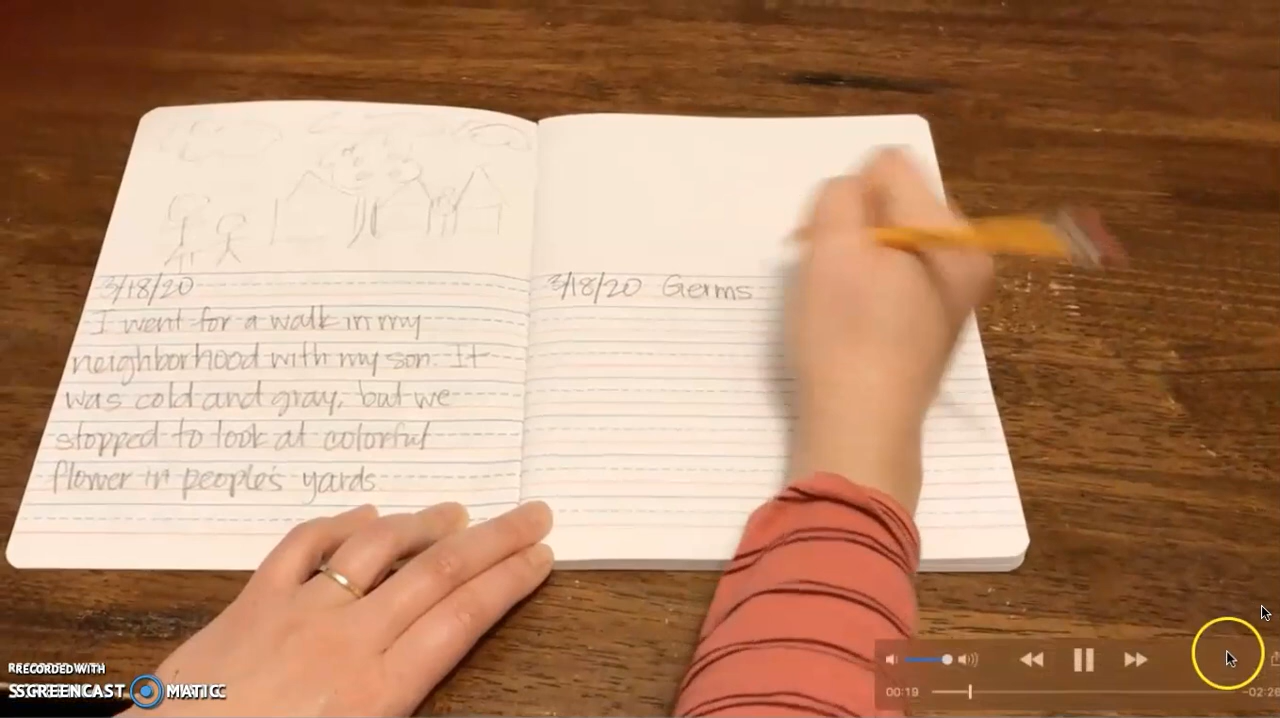 3/18/20
I went for a walk in my
neighborhood with my son. It
was cold and gray, but we
stopped to look at colorful
flower in people's yards.
3/18/20 Germs
RECORDED WITH
SCREENCAST MATIC
00:19
-02:26